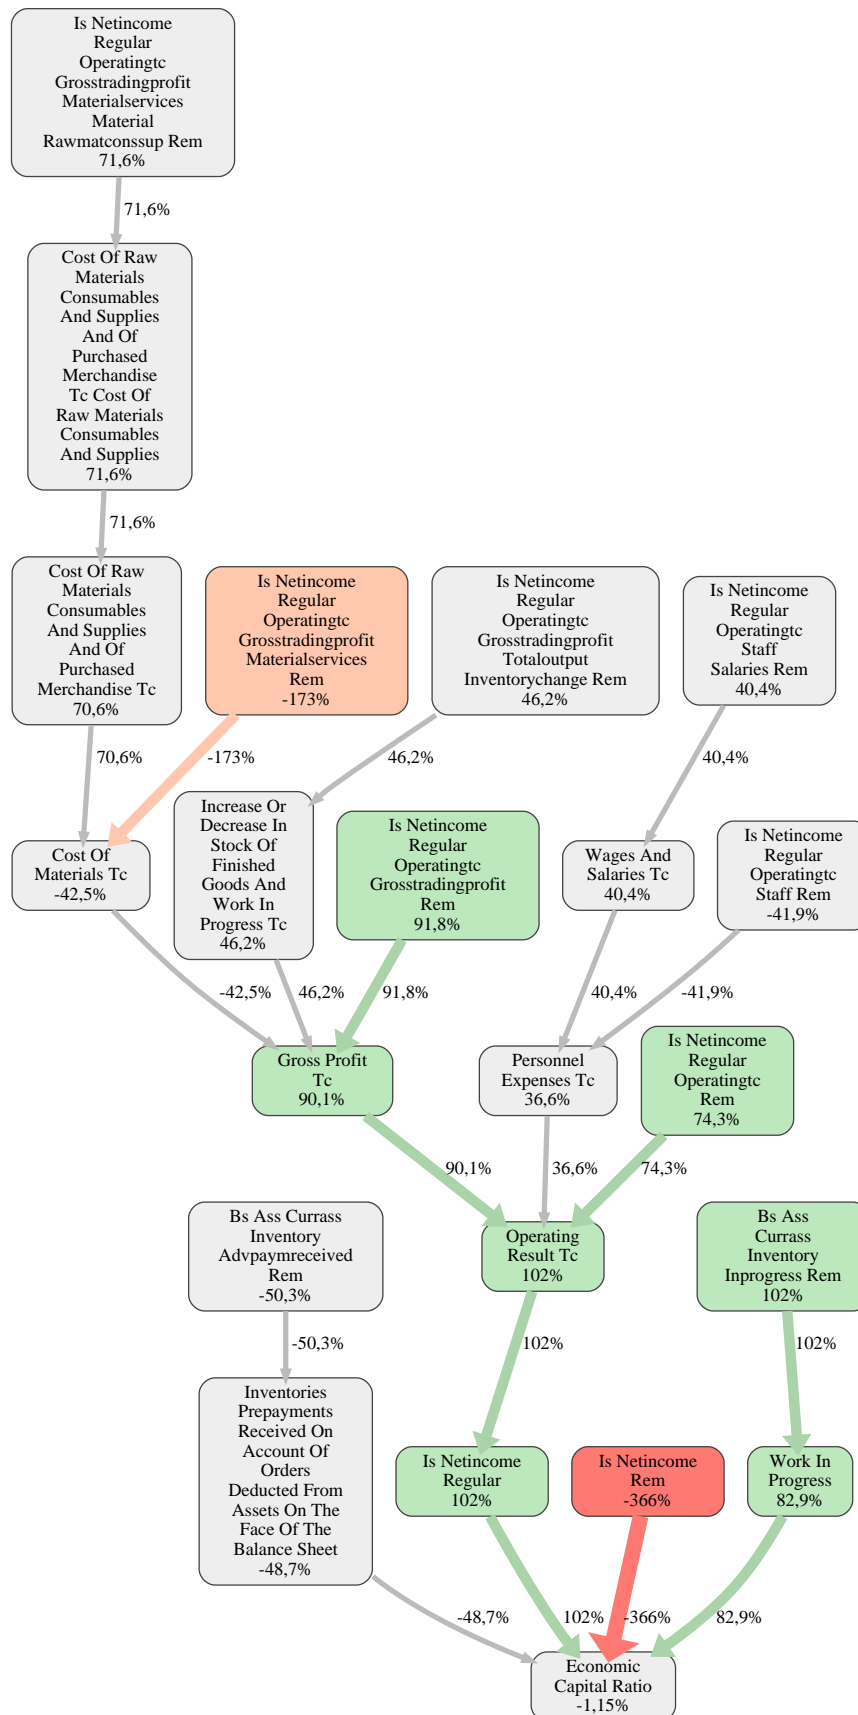 Is Netincome
Regular
Operatingtc
Grosstradingprofit
Materialservices
Material
Rawmatconssup Rem
71,6%
71,6%
Cost Of Raw
Materials
Consumables
And Supplies
And Of
Purchased
Merchandise
Tc Cost Of
Raw Materials
Consumables
And Supplies
71,6%
71,6%
Cost Of Raw
Materials
Consumables
And Supplies
And Of
Purchased
Merchandise Tc
70,6%
Is Netincome
Regular
Operatingtc
Grosstradingprofit
Materialservices
Rem
-173%
Is Netincome
Regular
Operatingtc
Grosstradingprofit
Totaloutput
Inventorychange Rem
46,2%
Is Netincome
Regular
Operatingtc
Staff
Salaries Rem
40,4%
70,6%
-173%
46,2%
40,4%
Cost Of
Materials Tc
-42,5%
Increase Or
Decrease In
Stock Of
Finished
Goods And
Work In
Progress Tc
46,2%
Is Netincome
Regular
Operatingtc
Grosstradingprofit
Rem
91,8%
Wages And
Salaries Tc
40,4%
Is Netincome
Regular
Operatingtc
Staff Rem
-41,9%
-42,5%
46,2%
91,8%
40,4%
-41,9%
Gross Profit
Tc
90,1%
Personnel
Expenses Tc
36,6%
Is Netincome
Regular
Operatingtc
Rem
74,3%
90,1%
36,6%
74,3%
Bs Ass Currass
Inventory
Advpaymreceived
Rem
-50,3%
Operating
Result Tc
102%
Bs Ass
Currass
Inventory
Inprogress Rem
102%
-50,3%
102%
102%
Inventories
Prepayments
Received On
Account Of
Orders
Deducted From
Assets On The
Face Of The
Balance Sheet
-48,7%
Is Netincome
Regular
102%
Is Netincome
Rem
-366%
Work In
Progress
82,9%
-48,7%
102%
-366%
82,9%
Economic
Capital Ratio
-1,15%